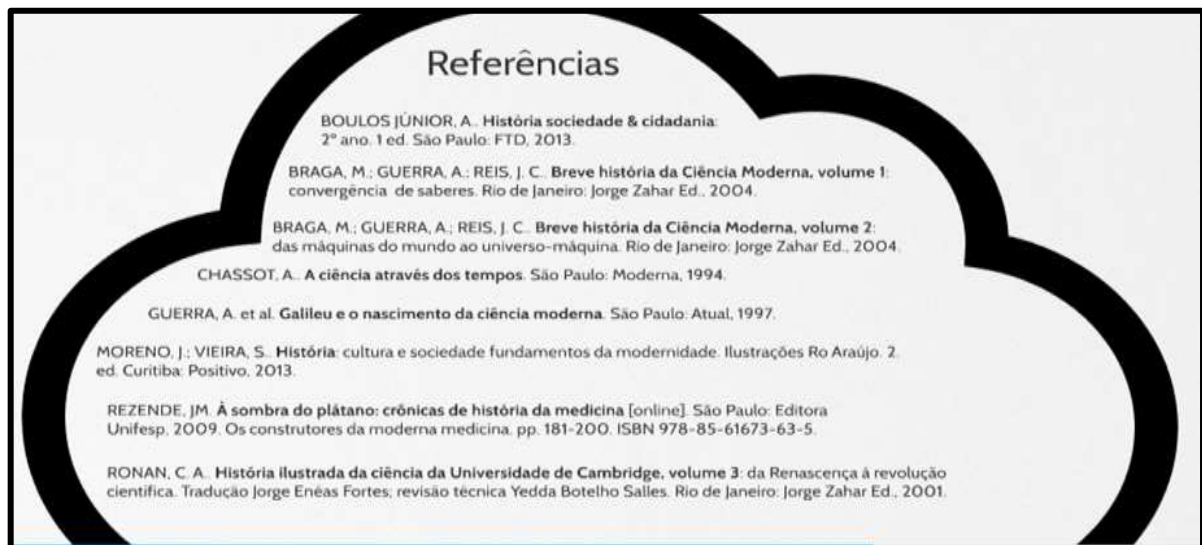 Referências
BOULOS JÚNIOR, A.. História sociedade & cidadania:
2º ano. 1 ed. São Paulo: FTD, 2013.
BRAGA, M.; GUERRA, A.; REIS, J. C.. Breve história da Ciência Moderna, volume 1:
convergência de saberes. Rio de Janeiro: Jorge Zahar Ed., 2004.
BRAGA, M.; GUERRA, A.; REIS, J. C.. Breve história da Ciência Moderna, volume 2:
das máquinas do mundo ao universo-máquina. Rio de Janeiro: Jorge Zahar Ed., 2004.
CHASSOT, A.. A ciência através dos tempos. São Paulo: Moderna, 1994.
GUERRA, A. et al. Galileu e o nascimento da ciência moderna. São Paulo: Atual, 1997.
MORENO, J.; VIEIRA, S.. História: cultura e sociedade fundamentos da modernidade. Ilustrações Ro Araújo. 2.
ed. Curitiba: Positivo, 2013.
REZENDE, JM. À sombra do plátano: crônicas de história da medicina [online]. São Paulo: Editora
Unifesp, 2009. Os construtores da moderna medicina. pp. 181-200. ISBN 978-85-61673-63-5.
RONAN, C. A.. História ilustrada da ciência da Universidade de Cambridge, volume 3: da Renascença à revolução
científica. Tradução Jorge Enéas Fortes; revisão técnica Yedda Botelho Salles. Rio de Janeiro: Jorge Zahar Ed., 2001.